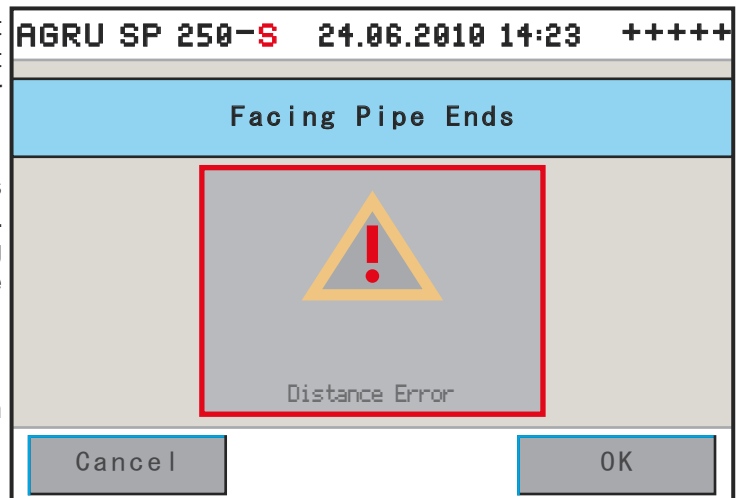 AGRU SP 250-S 24.06.2010 14:23 +++++
Facing Pipe Ends
!
Distance Error
Cancel OK